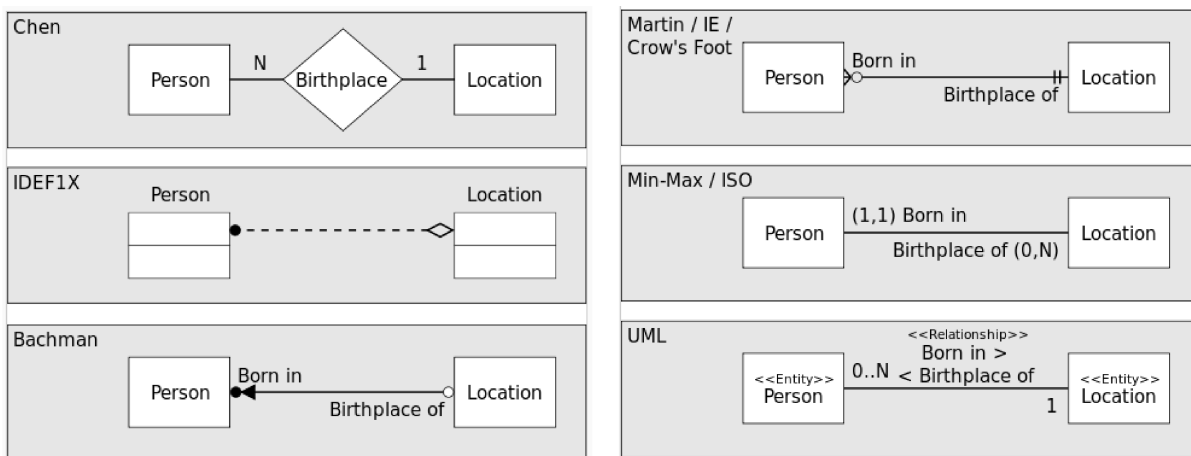 Chen
Person
N
Birthplace
1
Location
IDEF1X
Person
Location
Bachman
Person
Born in
Birthplace of
Location
Martin / IE /
Crow's Foot
Person
Born in
Birthplace of
Location
Min-Max / ISO
Person
(1,1) Born in
Birthplace of (0,N)
Location
UML
<<Relationship>>
Born in >
< Birthplace of
<<Entity>>
Person
0..N
1
<<Entity>>
Location